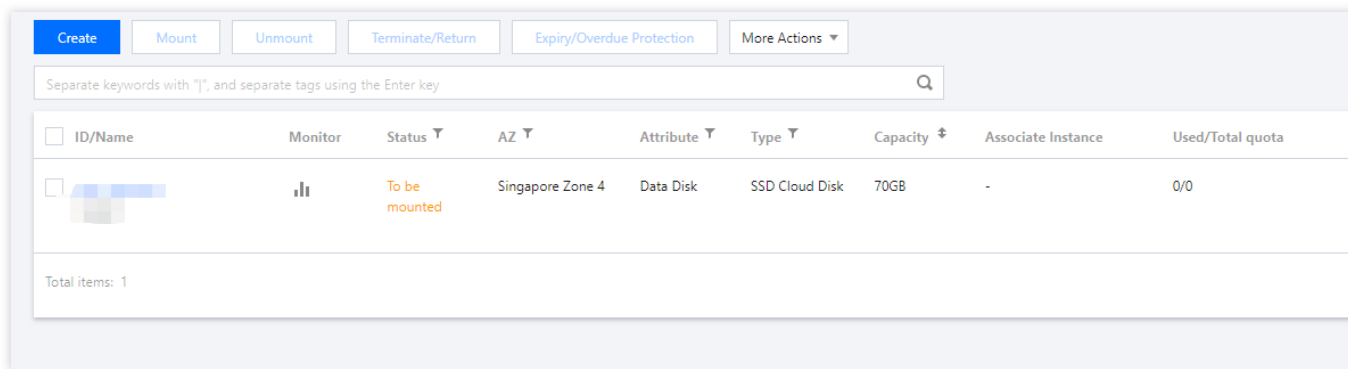 Create Mount Unmount Terminate/Return Expiry/Overdue Protection More Actions
Separate keywords with "|", and separate tags using the Enter key
ID/Name Monitor Status AZ Attribute Type Capacity Associate Instance Used/Total quota
To be Singapore Zone 4 Data Disk SSD Cloud Disk 70GB - 0/0
mounted
Total items: 1